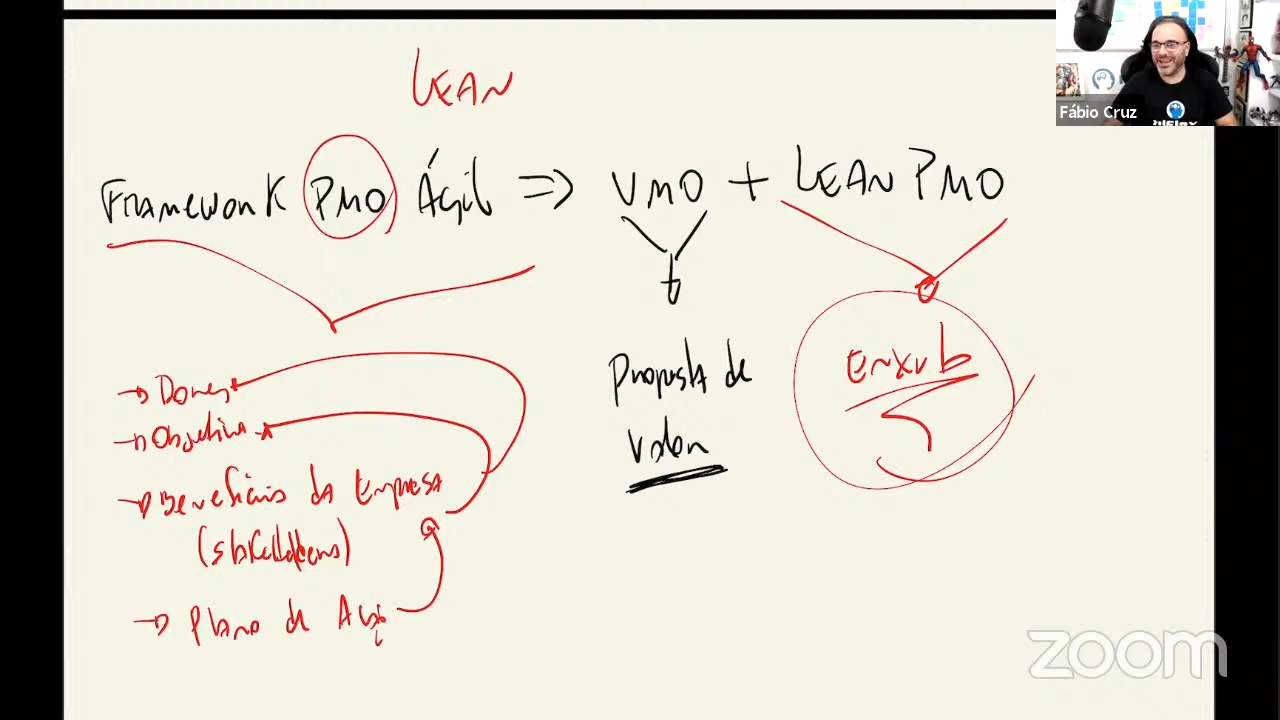 LEAN
FRAMEWORK PMO ÁGIL => VMO + LEAN PMO
→ Dores
→ Objetivos
→ Benefícios da Empresa
(stakeholders)
→ Plano de Ação
Proposta de
Valor
ENXUTO
Fábio Cruz
zoom